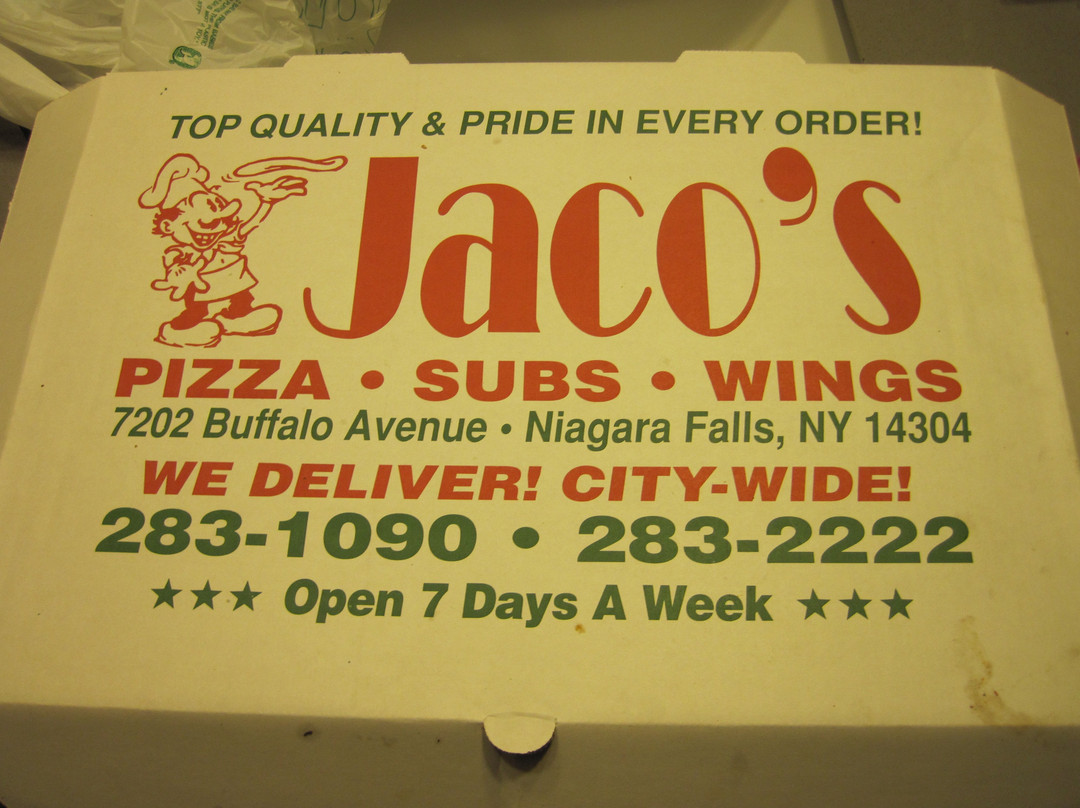 TOP QUALITY & PRIDE IN EVERY ORDER!
Jaco's
PIZZA • SUBS • WINGS
7202 Buffalo Avenue • Niagara Falls, NY 14304
WE DELIVER! CITY-WIDE!
283-1090 • 283-2222
★★★ Open 7 Days A Week ★★★